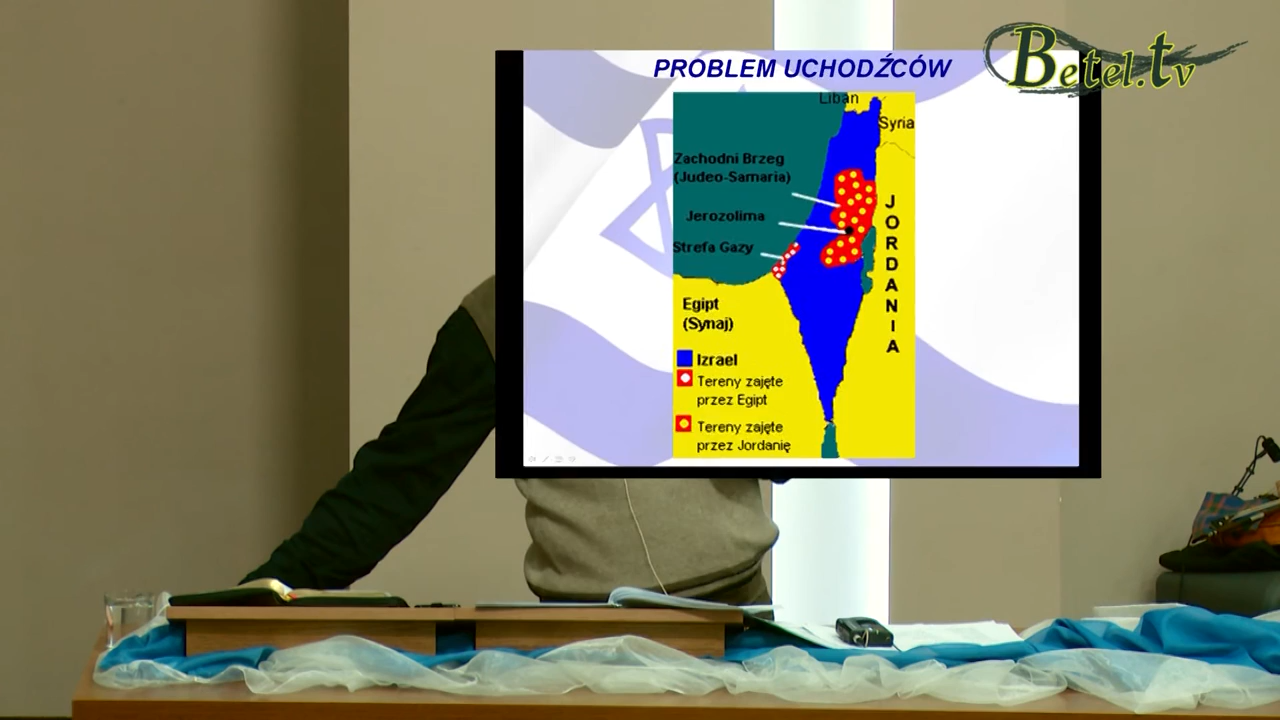 Betel.tv
PROBLEM UCHODŹCÓW
Liban
Syria
Zachodni Brzeg
(Judeo-Samaria)
Jerozolima
Strefa Gazy
JORDANIA
Egipt
(Synaj)
Izrael
Tereny zajęte
przez Egipt
Tereny zajęte
przez Jordanię